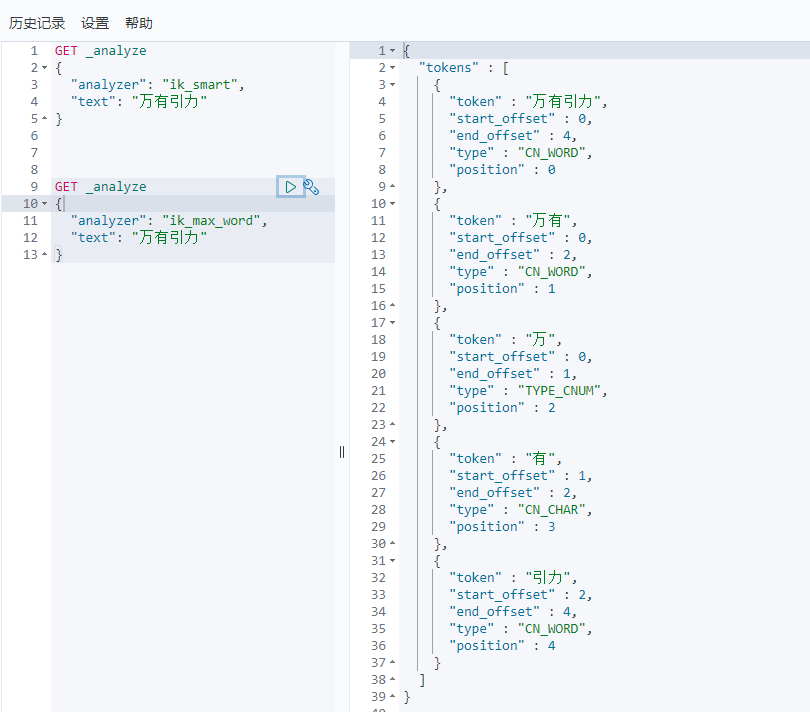 历史记录 设置 帮助
1 GET _analyze
2 {
3 "analyzer": "ik_smart",
4 "text": "万有引力"
5 }
6
7
8
9 GET _analyze
10 {
11 "analyzer": "ik_max_word",
12 "text": "万有引力"
13 }
1 {
2 "tokens" : [
3 {
4 "token" : "万有引力",
5 "start_offset" : 0,
6 "end_offset" : 4,
7 "type" : "CN_WORD",
8 "position" : 0
9 },
10 {
11 "token" : "万有",
12 "start_offset" : 0,
13 "end_offset" : 2,
14 "type" : "CN_WORD",
15 "position" : 1
16 },
17 {
18 "token" : "万",
19 "start_offset" : 0,
20 "end_offset" : 1,
21 "type" : "TYPE_CNUM",
22 "position" : 2
23 },
24 {
25 "token" : "有",
26 "start_offset" : 1,
27 "end_offset" : 2,
28 "type" : "CN_CHAR",
29 "position" : 3
30 },
31 {
32 "token" : "引力",
33 "start_offset" : 2,
34 "end_offset" : 4,
35 "type" : "CN_WORD",
36 "position" : 4
37 }
38 ]
39 }